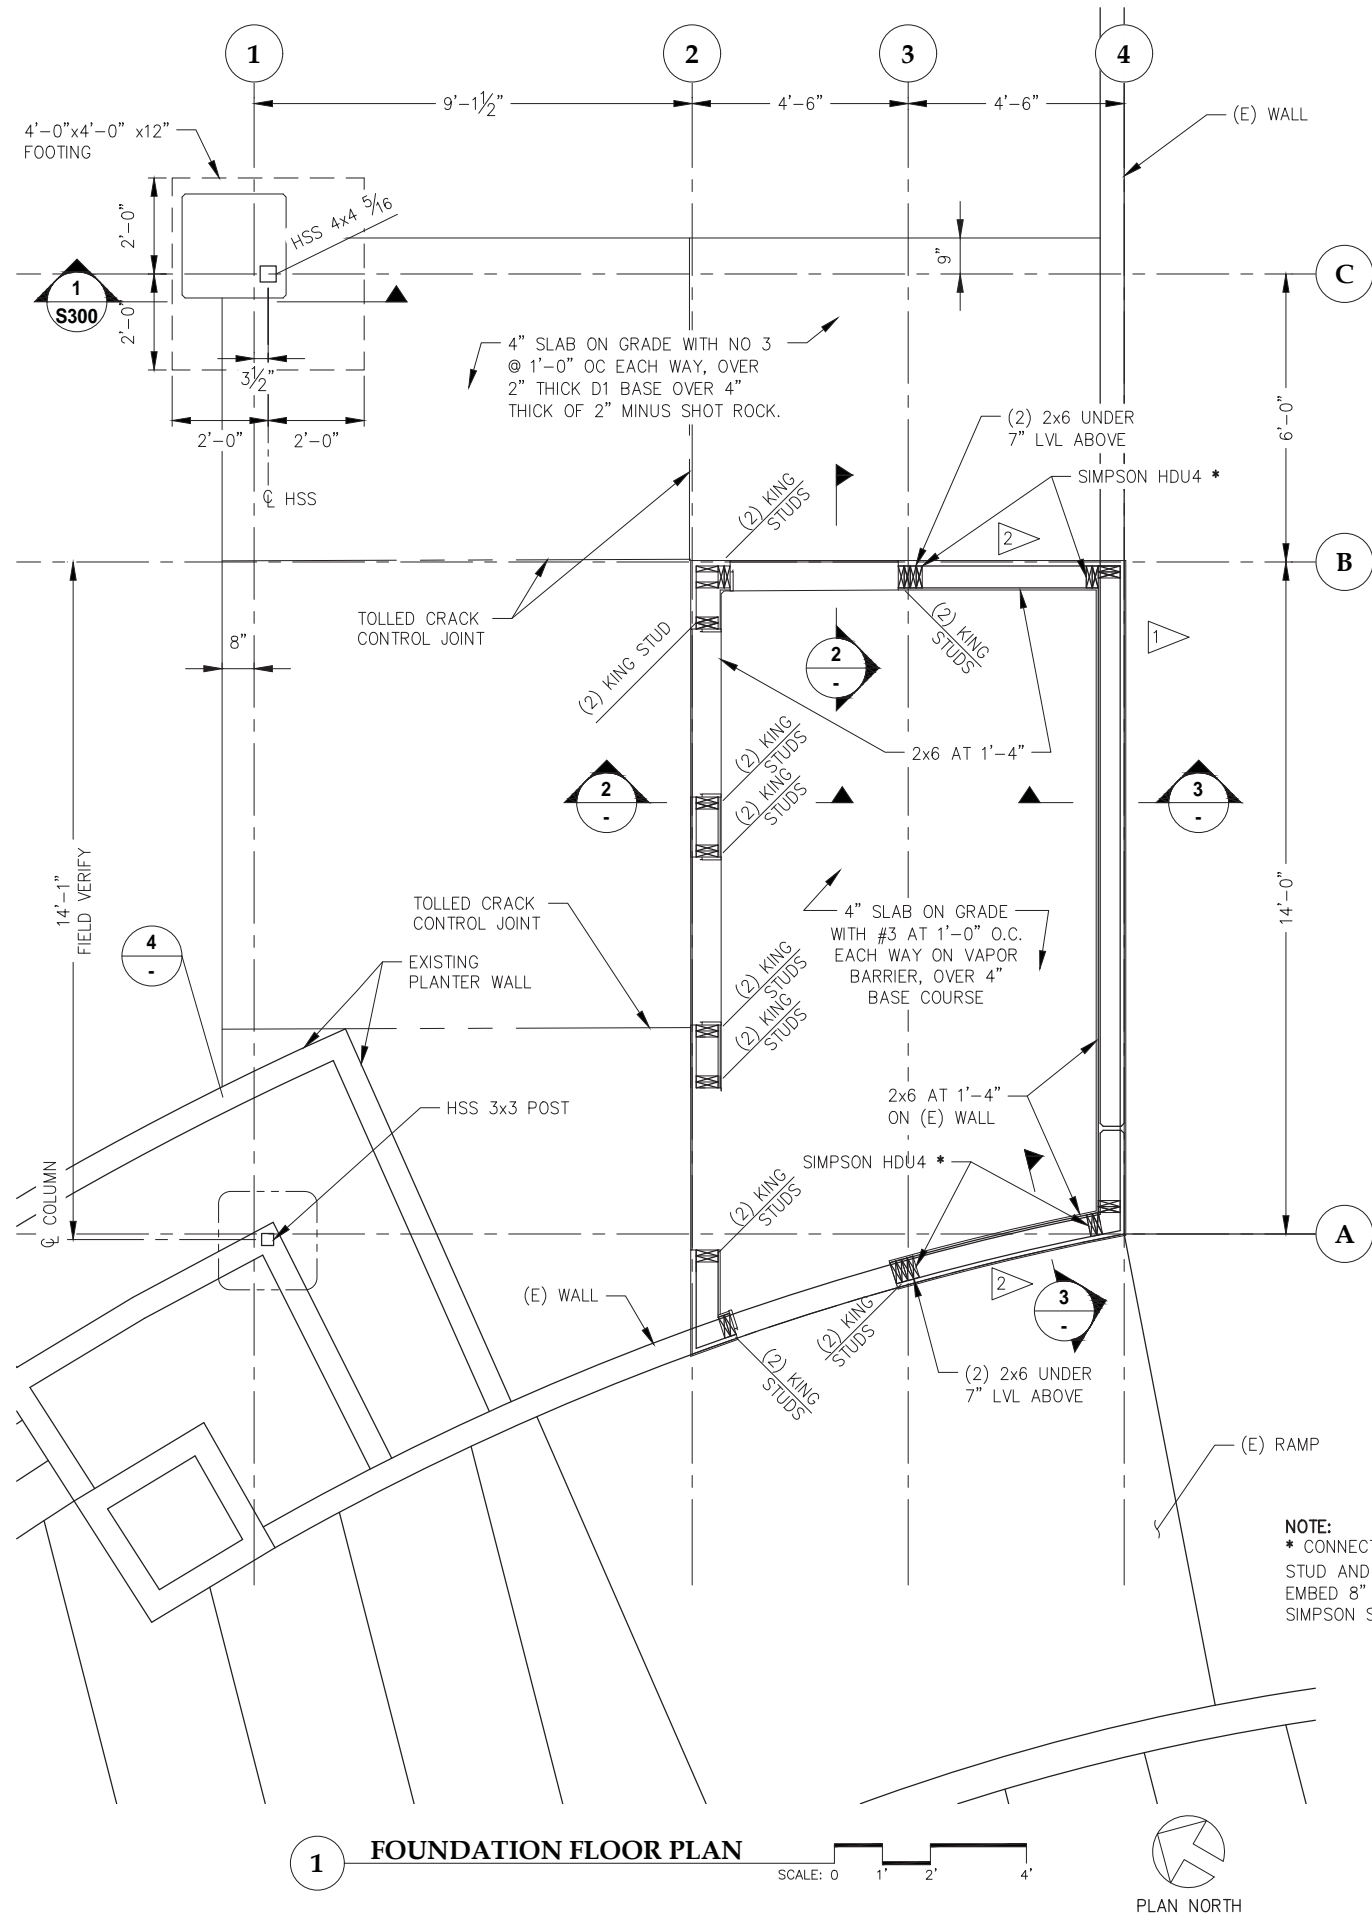 1
2
3
4
9'-1½"
4'-6"
4'-6"
(E) WALL
4'-0"x4'-0" x12"
FOOTING
2'-0"
HSS 4x4 5/16
9"
C
1
S300
2'-0"
3½"
2'-0"
2'-0"
℄ HSS
4" SLAB ON GRADE WITH NO 3
@ 1'-0" OC EACH WAY, OVER
2" THICK D1 BASE OVER 4"
THICK OF 2" MINUS SHOT ROCK.
(2) 2x6 UNDER
7" LVL ABOVE
6'-0"
SIMPSON HDU4 *
(2) KING
STUDS
2
B
TOLLED CRACK
CONTROL JOINT
8"
(2) KING STUD
(2) KING
STUDS
1
2
-
2x6 AT 1'-4"
(2) KING
STUDS
(2) KING
STUDS
2
-
3
-
14'-1"
FIELD VERIFY
14'-0"
TOLLED CRACK
CONTROL JOINT
4" SLAB ON GRADE
WITH #3 AT 1'-0" O.C.
EACH WAY ON VAPOR
BARRIER, OVER 4"
BASE COURSE
4
-
EXISTING
PLANTER WALL
(2) KING
STUDS
(2) KING
STUDS
HSS 3x3 POST
2x6 AT 1'-4"
ON (E) WALL
SIMPSON HDU4 *
℄ COLUMN
(2) KING
STUDS
A
(E) WALL
2
3
-
(2) KING
STUDS
(2) KING
STUDS
(2) 2x6 UNDER
7" LVL ABOVE
(E) RAMP
NOTE:
* CONNECT
STUD AND
EMBED 8"
SIMPSON S
1
FOUNDATION FLOOR PLAN
SCALE: 0 1' 2' 4'
PLAN NORTH